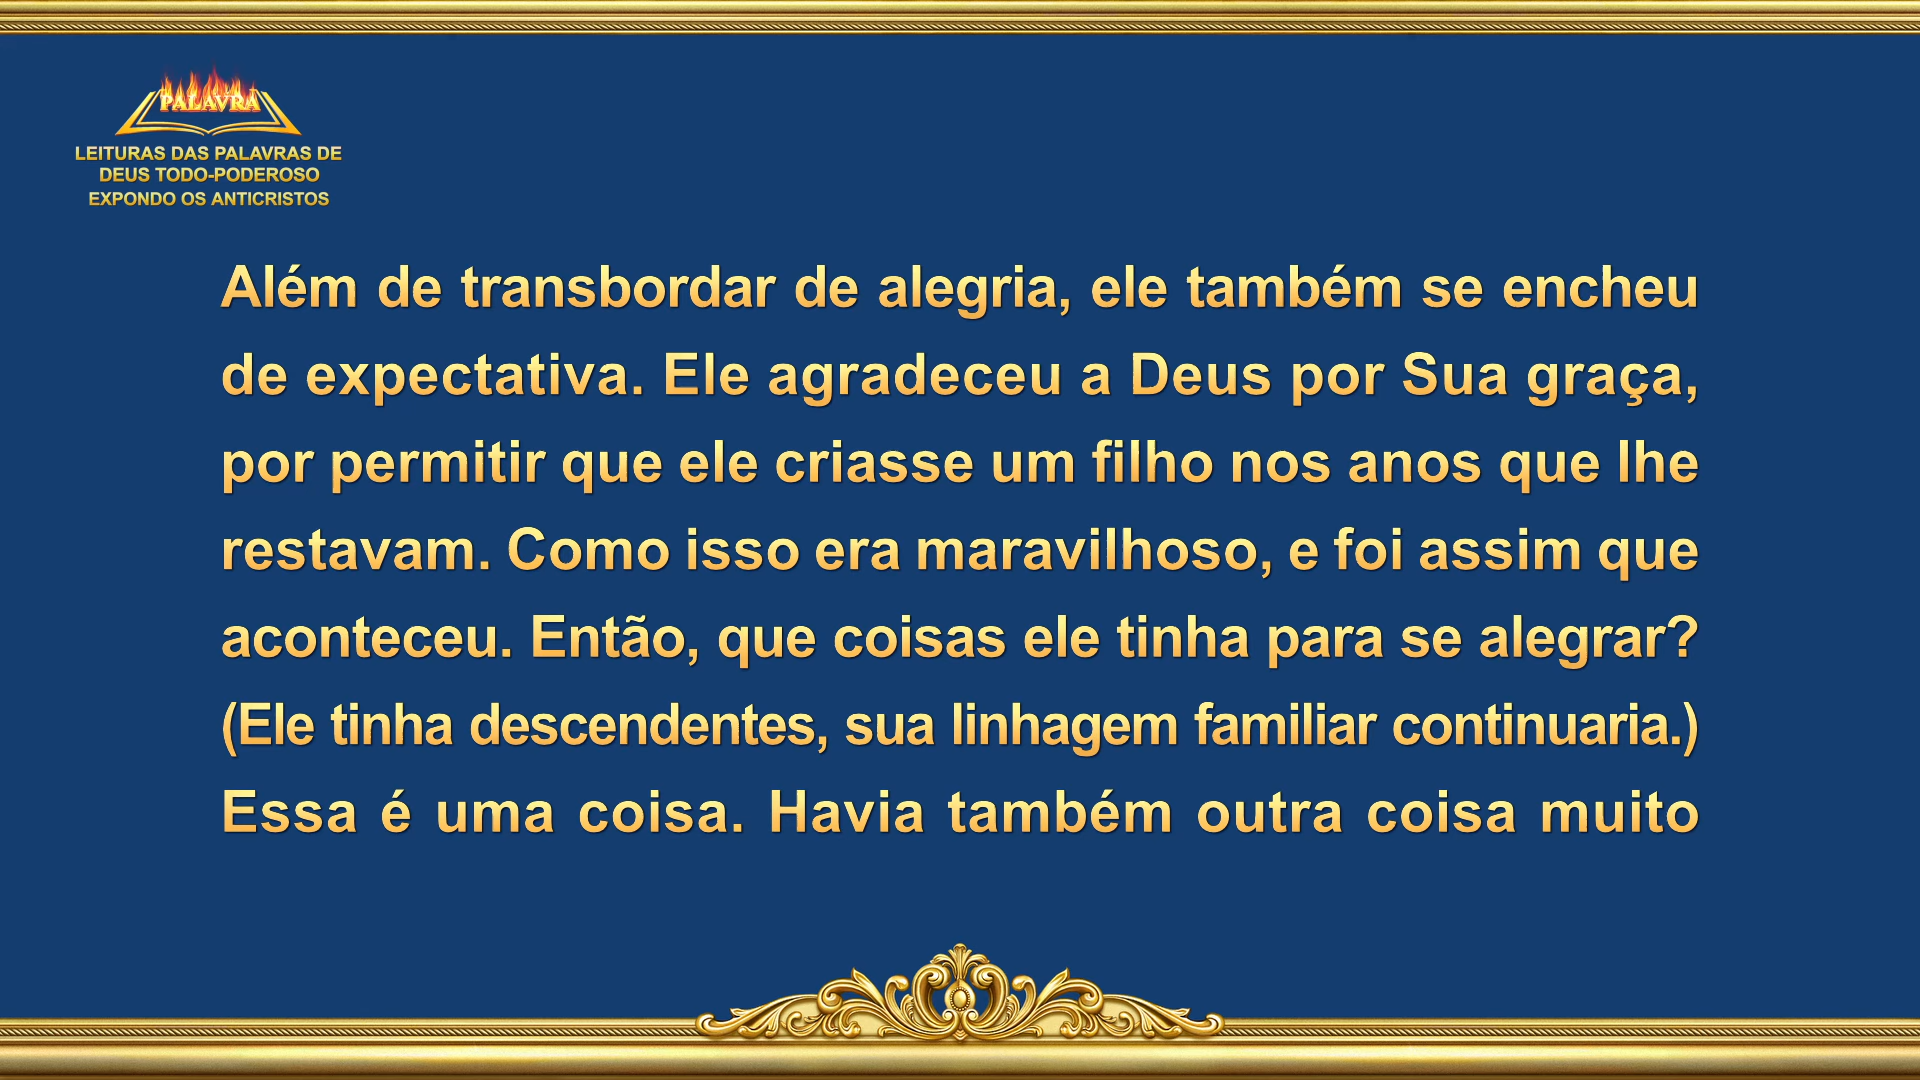 PALAVRA
LEITURAS DAS PALAVRAS DE
DEUS TODO-PODEROSO
EXPONDO OS ANTICRISTOS
Além de transbordar de alegria, ele também se encheu
de expectativa. Ele agradeceu a Deus por Sua graça,
por permitir que ele criasse um filho nos anos que lhe
restavam. Como isso era maravilhoso, e foi assim que
aconteceu. Então, que coisas ele tinha para se alegrar?
(Ele tinha descendentes, sua linhagem familiar continuaria.)
Essa é uma coisa. Havia também outra coisa muito